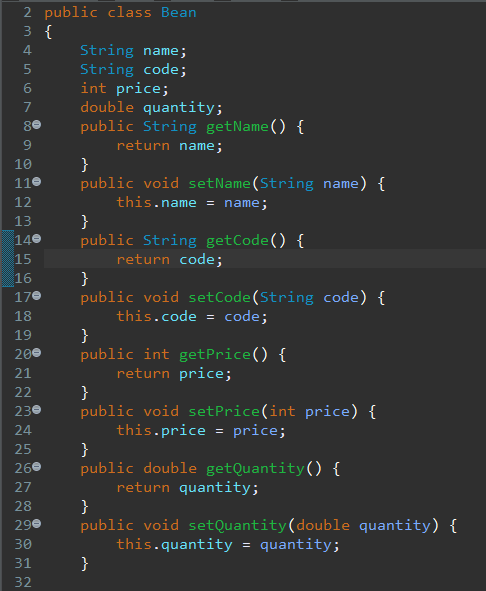 2 public class Bean
3 {
4     String name;
5     String code;
6     int price;
7     double quantity;
8     public String getName() {
9         return name;
10     }
11     public void setName(String name) {
12         this.name = name;
13     }
14     public String getCode() {
15         return code;
16     }
17     public void setCode(String code) {
18         this.code = code;
19     }
20     public int getPrice() {
21         return price;
22     }
23     public void setPrice(int price) {
24         this.price = price;
25     }
26     public double getQuantity() {
27         return quantity;
28     }
29     public void setQuantity(double quantity) {
30         this.quantity = quantity;
31     }
32